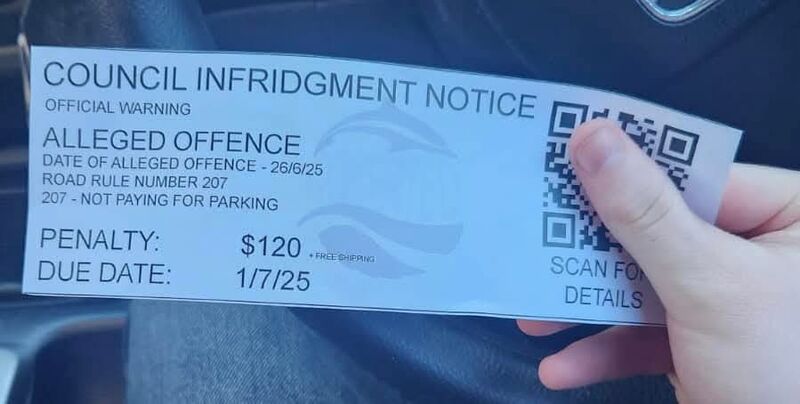 COUNCIL INFRIDGMENT NOTICE
OFFICIAL WARNING
ALLEGED OFFENCE
DATE OF ALLEGED OFFENCE - 26/6/25
ROAD RULE NUMBER 207
207 - NOT PAYING FOR PARKING
PENALTY: $120 + FREE SHIPPING
DUE DATE: 1/7/25
SCAN FO
DETAILS